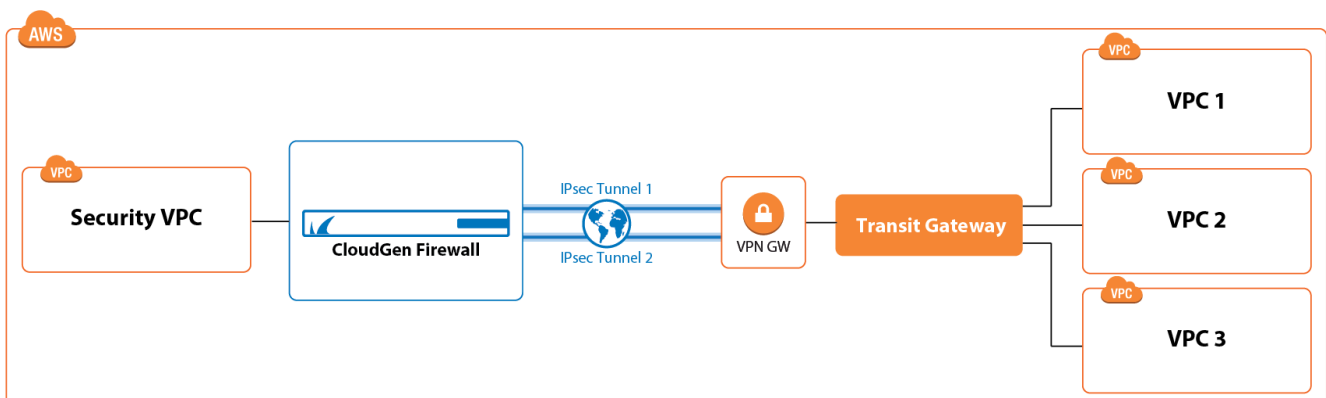 AWS
VPC
Security VPC
CloudGen Firewall
IPsec Tunnel 1
IPsec Tunnel 2
VPN GW
Transit Gateway
VPC
VPC 1
VPC
VPC 2
VPC
VPC 3